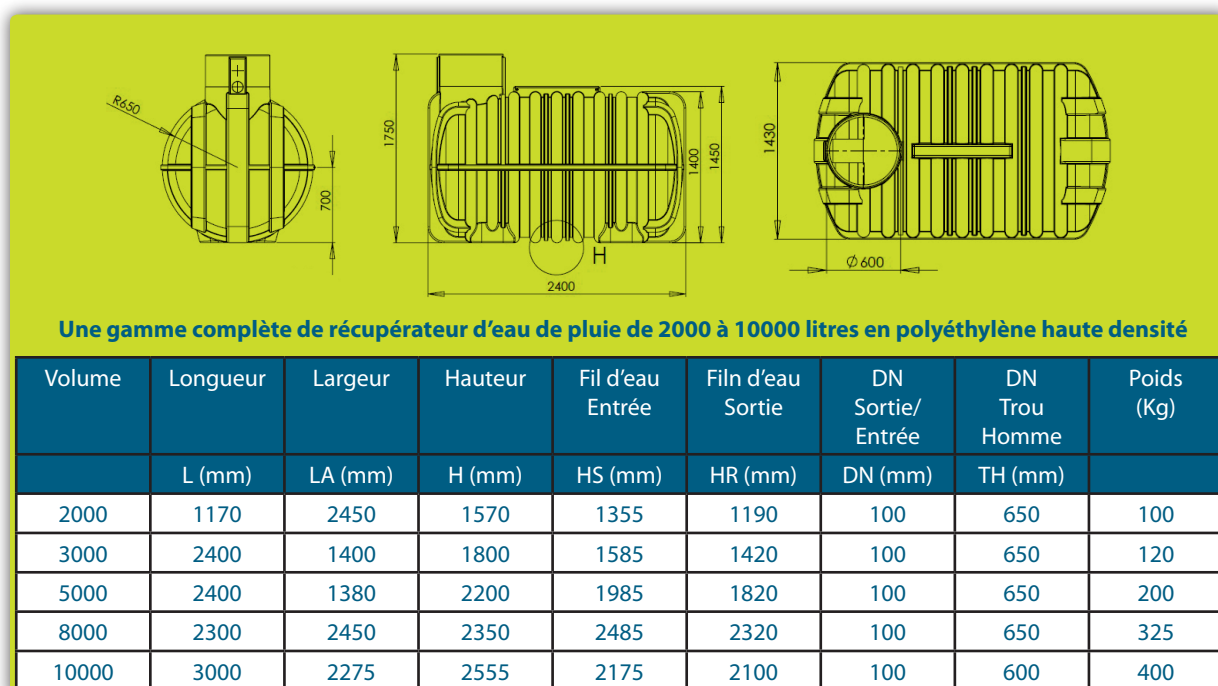 R650
700
1750
1400
1450
H
2400
1430
Ø 600
Une gamme complète de récupérateur d'eau de pluie de 2000 à 10000 litres en polyéthylène haute densité
Volume Longueur Largeur Hauteur Fil d'eau Entrée Filn d'eau Sortie DN Sortie/ Entrée DN Trou Homme Poids (Kg)
L (mm) LA (mm) H (mm) HS (mm) HR (mm) DN (mm) TH (mm)
2000 1170 2450 1570 1355 1190 100 650 100
3000 2400 1400 1800 1585 1420 100 650 120
5000 2400 1380 2200 1985 1820 100 650 200
8000 2300 2450 2350 2485 2320 100 650 325
10000 3000 2275 2555 2175 2100 100 600 400